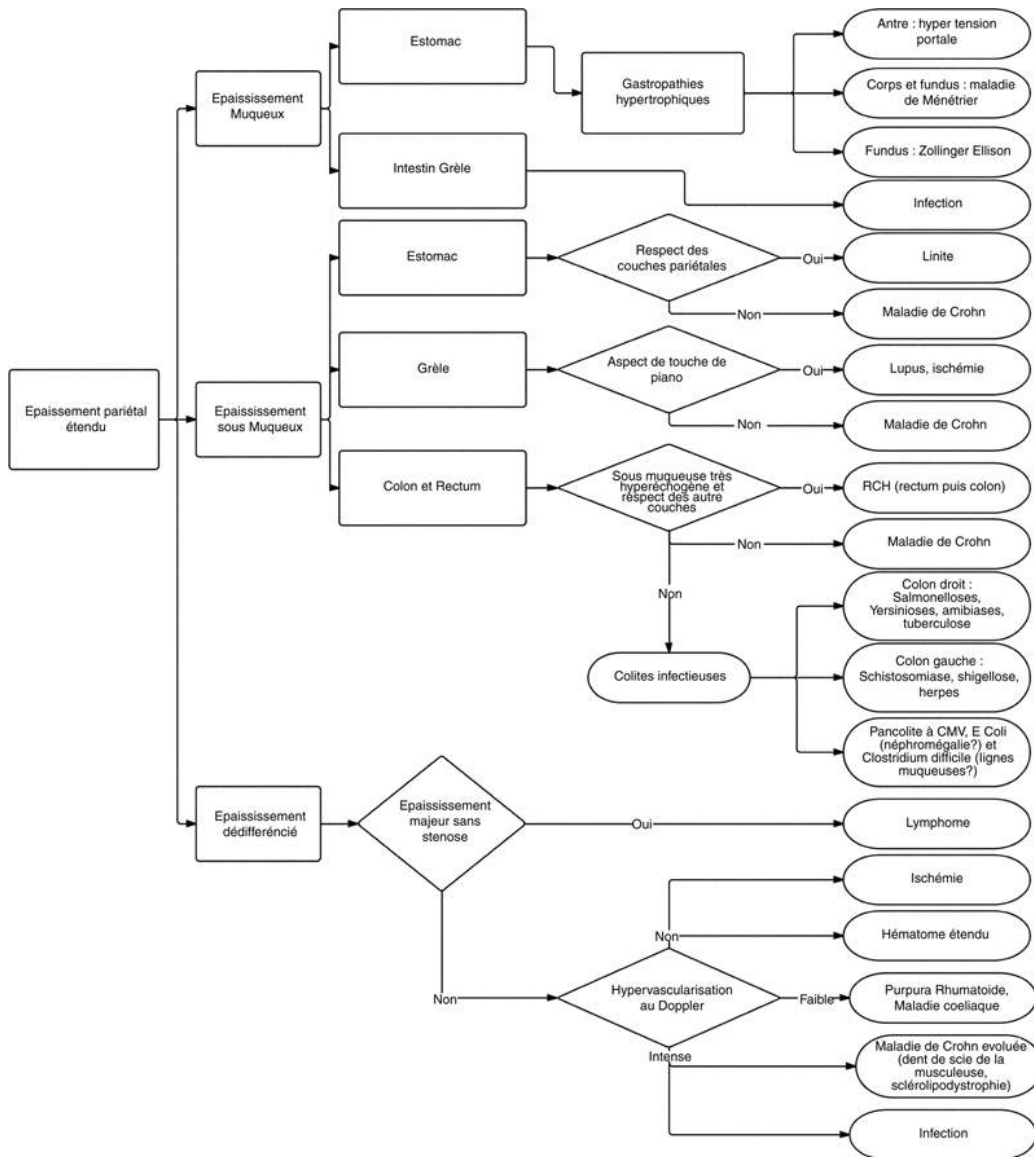 Estomac
Antre : hyper tension
portale
Epaississement
Muqueux
Gastropathies
hypertrophiques
Corps et fundus : maladie
de Ménétrier
Fundus : Zollinger Ellison
Intestin Grèle
Infection
Estomac
Respect des
couches pariétales
Oui
Linite
Non
Maladie de Crohn
Epaissement pariétal
étendu
Epaississement
sous Muqueux
Grèle
Aspect de touche de
piano
Oui
Lupus, ischémie
Non
Maladie de Crohn
Colon et Rectum
Sous muqueuse très
hyperéchogène et
respect des autre
couches
Oui
RCH (rectum puis colon)
Non
Maladie de Crohn
Non
Colites infectieuses
Colon droit :
Salmonelloses,
Yersinioses, amibiases,
tuberculose
Colon gauche :
Schistosomiase, shigellose,
herpes
Pancolite à CMV, E Coli
(néphromégalie?) et
Clostridium difficile (lignes
muqueuses?)
Epaississement
dédifférencié
Epaississement
majeur sans
stenose
Oui
Lymphome
Non
Hypervascularisation
au Doppler
Non
Ischémie
Hématome étendu
Faible
Purpura Rhumatoide,
Maladie coeliaque
Intense
Maladie de Crohn evoluée
(dent de scie de la
musculeuse,
sclérolipodystrophie)
Infection